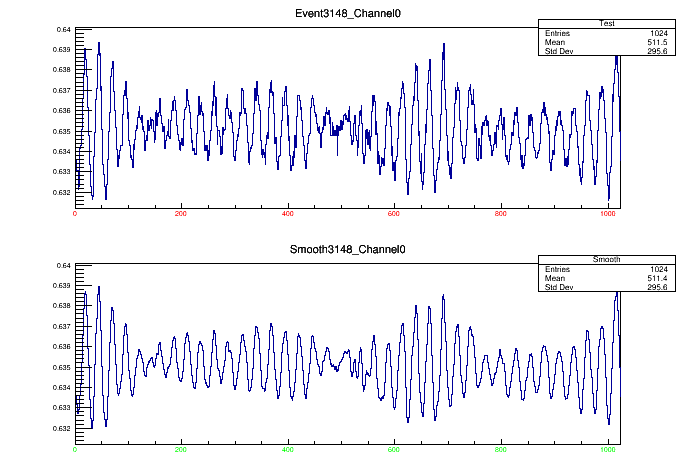 Event3148_Channel0
Test
Entries 1024
Mean 511.5
Std Dev 295.6
0.64
0.639
0.638
0.637
0.636
0.635
0.634
0.633
0.632
0 200 400 600 800 1000
Smooth3148_Channel0
Smooth
Entries 1024
Mean 511.4
Std Dev 295.6
0.64
0.639
0.638
0.637
0.636
0.635
0.634
0.633
0.632
0 200 400 600 800 1000